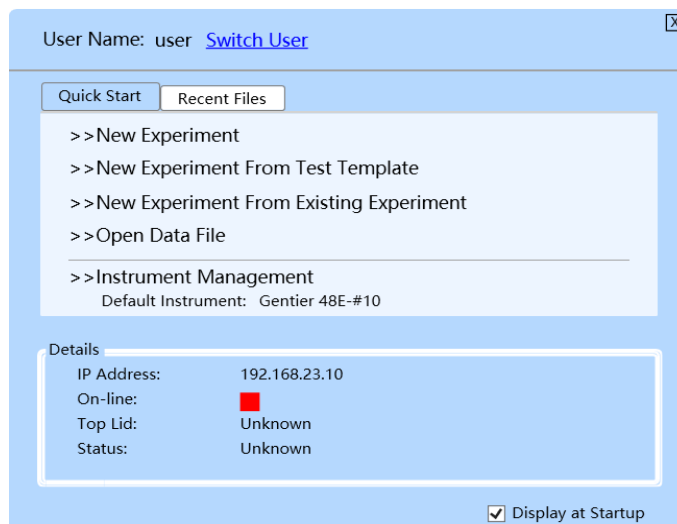 X
User Name: user Switch User
Quick Start Recent Files
>>New Experiment
>>New Experiment From Test Template
>>New Experiment From Existing Experiment
>>Open Data File
>>Instrument Management
Default Instrument: Gentier 48E-#10
Details
IP Address: 192.168.23.10
On-line:
Top Lid: Unknown
Status: Unknown
Display at Startup